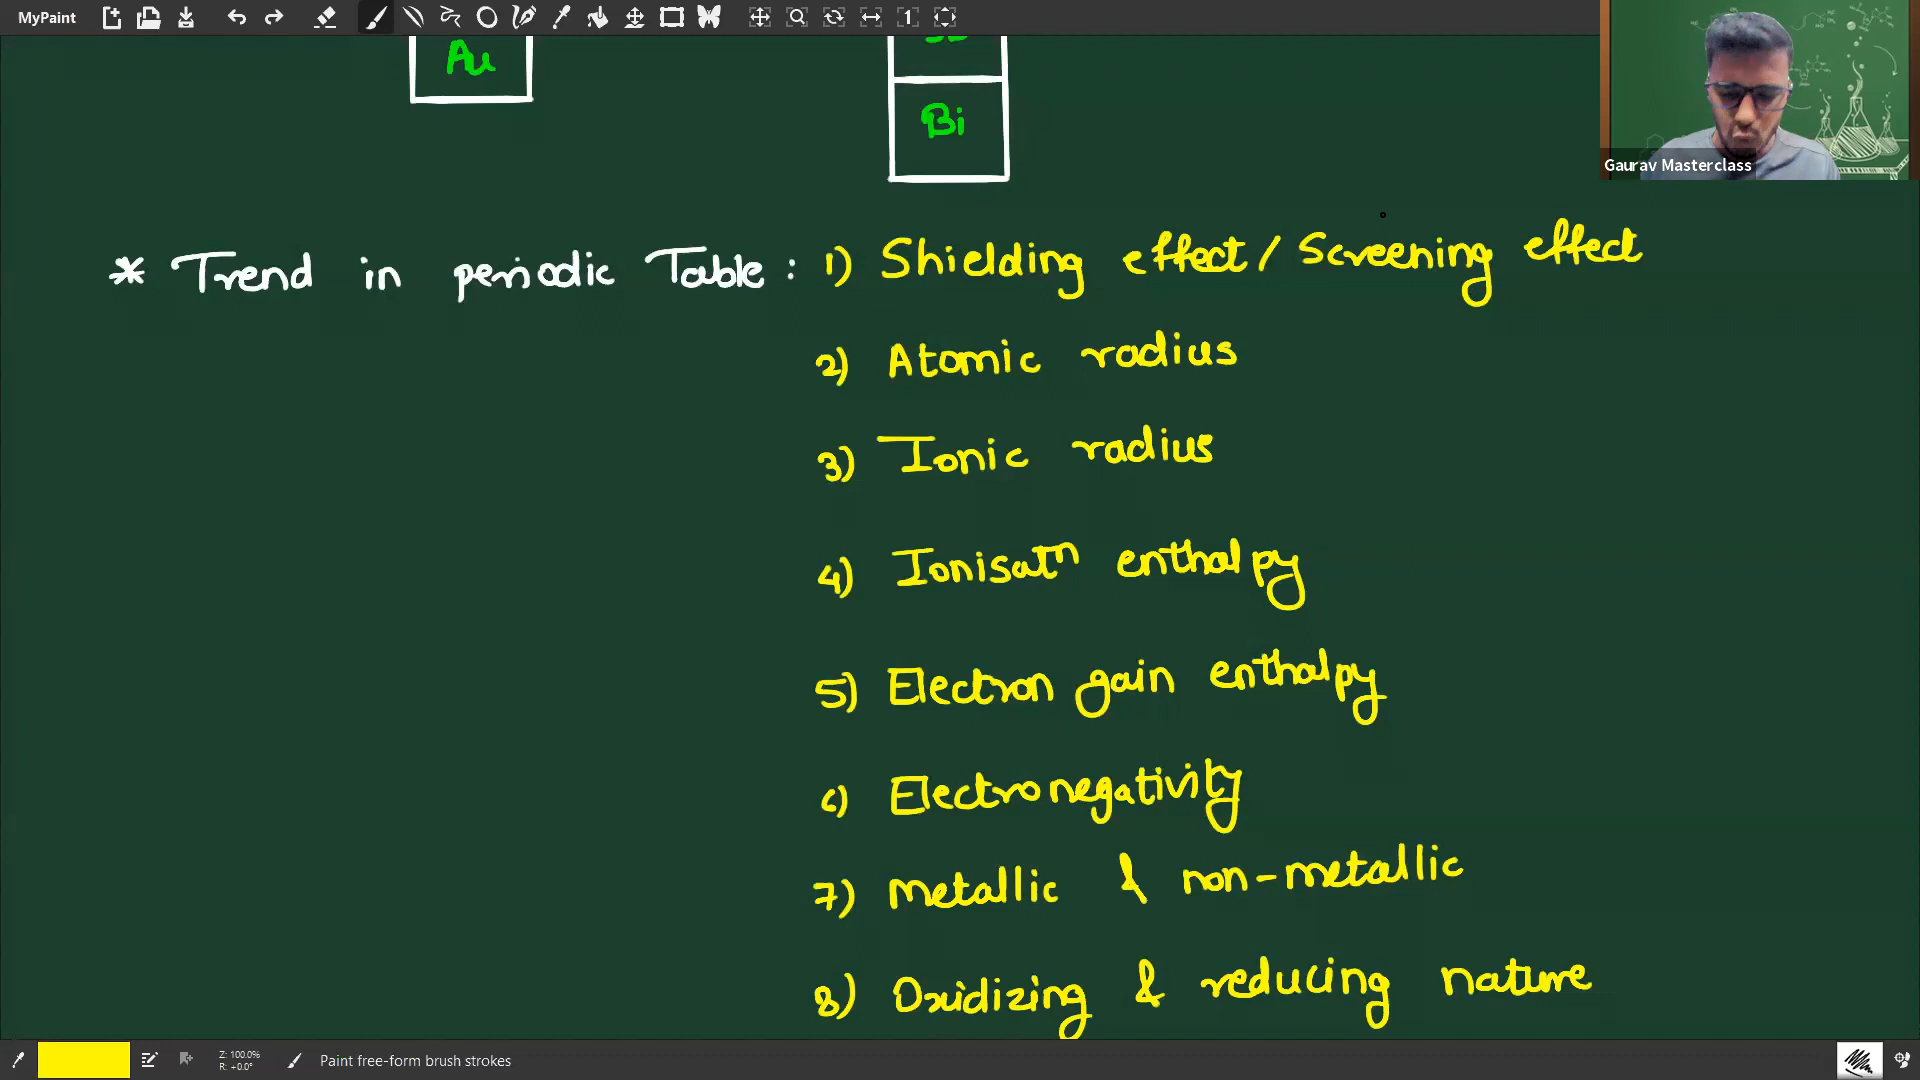 MyPaint
Au
Bi
Gaurav Masterclass
* Trend in periodic Table : 1) Shielding effect / Screening effect
2) Atomic radius
3) Ionic radius
4) Ionisatⁿ enthalpy
5) Electron gain enthalpy
6) Electronegativity
7) Metallic & non-metallic
8) Oxidizing & reducing nature
Z: 100.0%
R: +0.0°
Paint free-form brush strokes